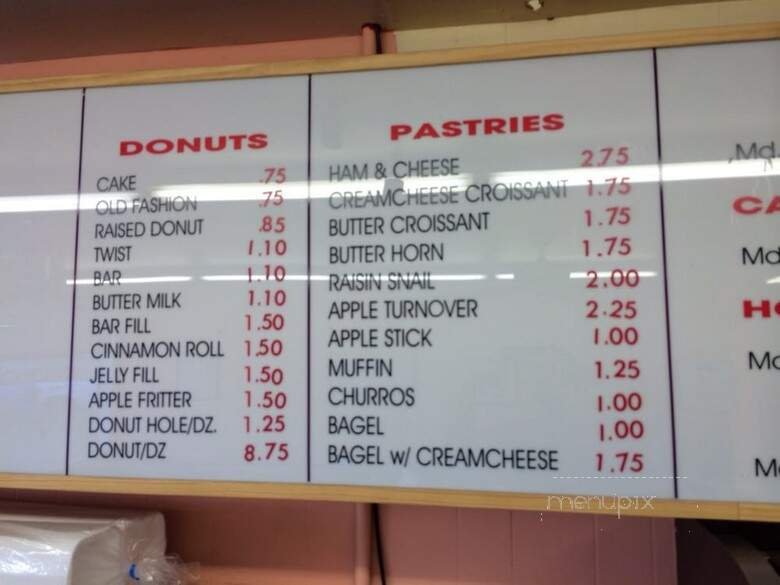 DONUTS
CAKE .75
OLD FASHION .75
RAISED DONUT .85
TWIST 1.10
BAR 1.10
BUTTER MILK 1.10
BAR FILL 1.50
CINNAMON ROLL 1.50
JELLY FILL 1.50
APPLE FRITTER 1.50
DONUT HOLE/DZ. 1.25
DONUT/DZ 8.75
PASTRIES
HAM & CHEESE 2.75
CREAMCHEESE CROISSANT 1.75
BUTTER CROISSANT 1.75
BUTTER HORN 1.75
RAISIN SNAIL 2.00
APPLE TURNOVER 2.25
APPLE STICK 1.00
MUFFIN 1.25
CHURROS 1.00
BAGEL 1.00
BAGEL w/ CREAMCHEESE 1.75
Md
menupix